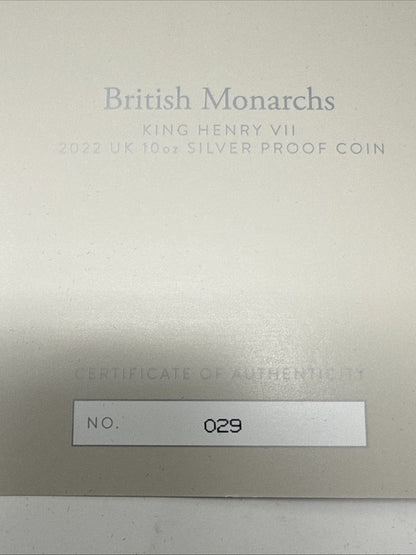 British Monarchs
KING HENRY VII
2022 UK 10oz SILVER PROOF COIN
CERTIFICATE OF AUTHENTICITY
NO. 029